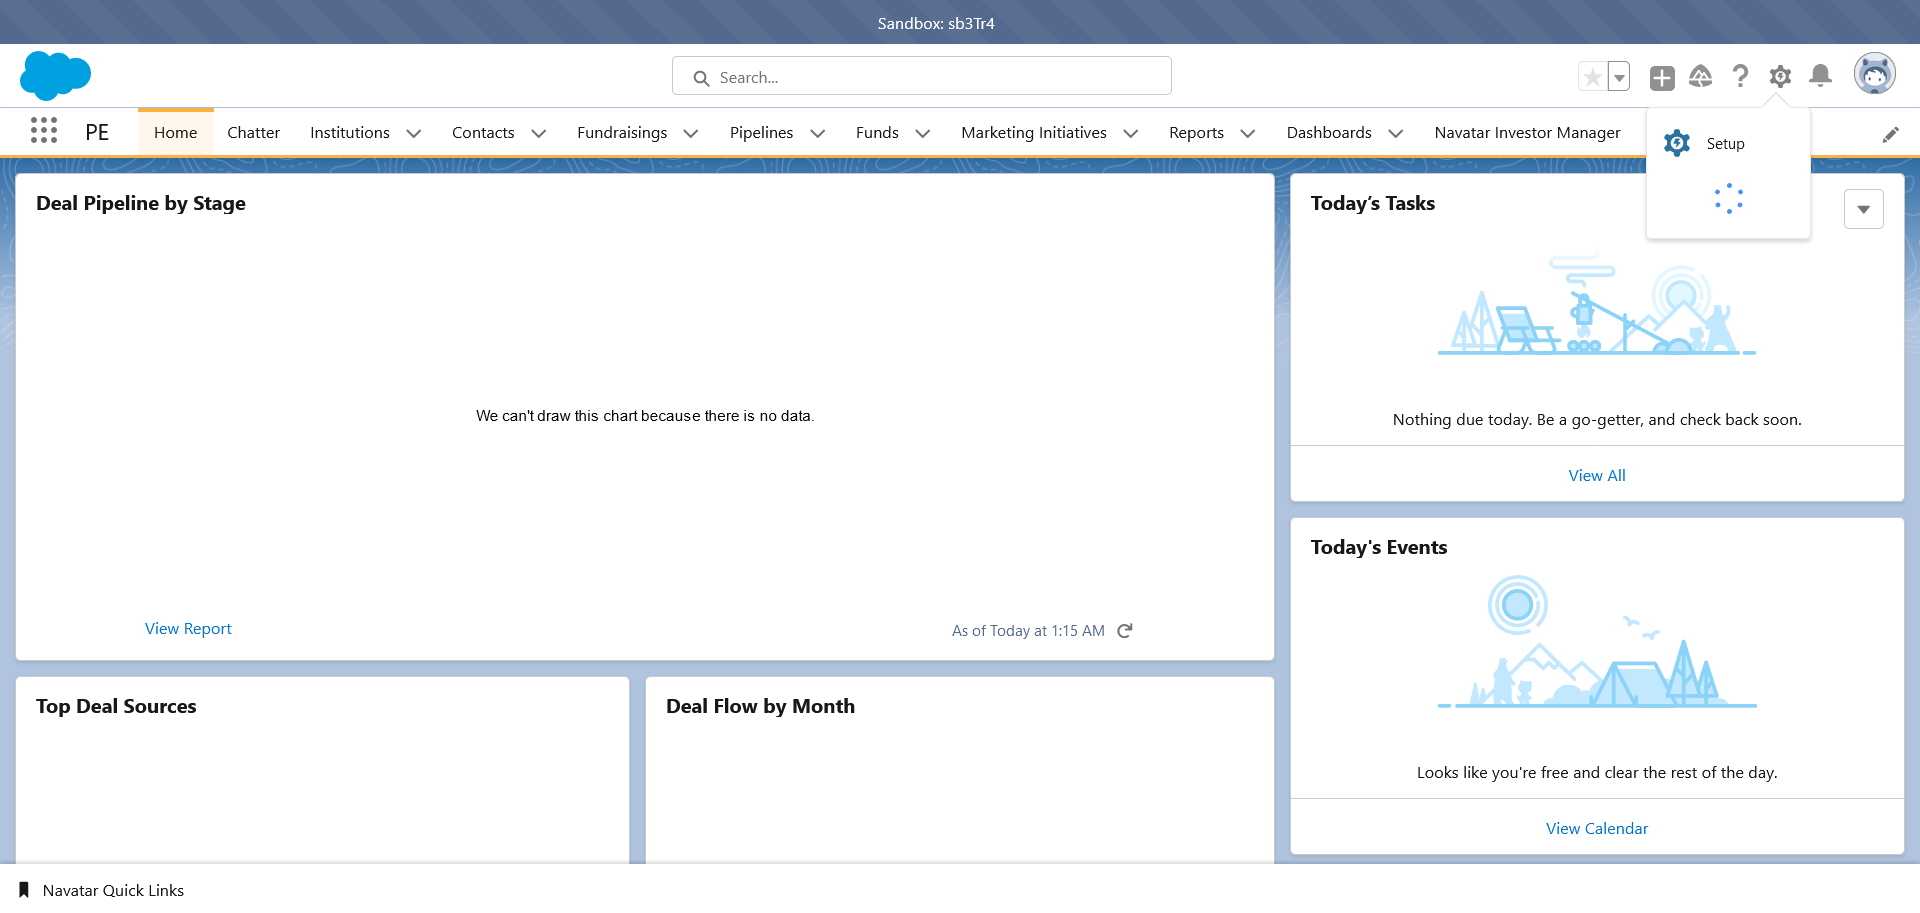 Sandbox: sb3Tr4
Search...
PE
Home
Chatter
Institutions
Contacts
Fundraisings
Pipelines
Funds
Marketing Initiatives
Reports
Dashboards
Navatar Investor Manager
Setup
Deal Pipeline by Stage
We can't draw this chart because there is no data.
View Report
As of Today at 1:15 AM
Today’s Tasks
Nothing due today. Be a go-getter, and check back soon.
View All
Today's Events
Looks like you're free and clear the rest of the day.
View Calendar
Top Deal Sources
Deal Flow by Month
Navatar Quick Links